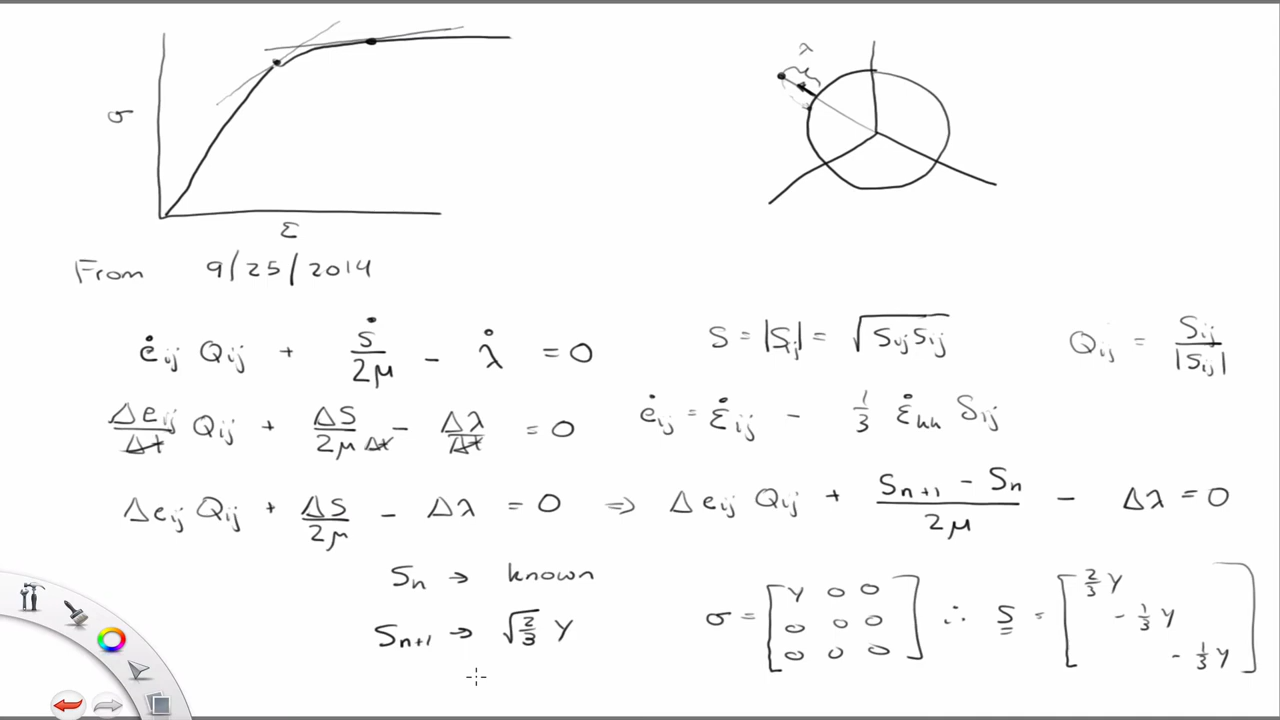 σ
λ
ε
From 9/25/2014
ė_ij Q_ij + Ṡ/2μ - λ̇ = 0
S = |S_ij| = √(S_ij S_ij)
Q_ij = S_ij/|S_ij|
Δe_ij/Δt Q_ij + ΔS/2μΔt - Δλ/Δt = 0
ė_ij = ε̇_ij - 1/3 ε̇_kk δ_ij
Δe_ij Q_ij + ΔS/2μ - Δλ = 0 ⇒ Δe_ij Q_ij + (S_n+1 - S_n)/2μ - Δλ = 0
S_n → known
S_n+1 → √(2/3) Y
σ = [Y 0 0
0 0 0
0 0 0] ∴ S = [2/3 Y
- 1/3 Y
- 1/3 Y]